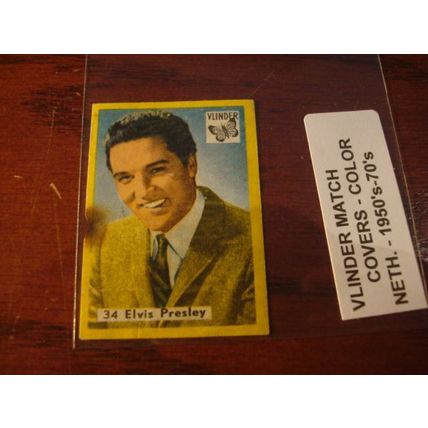 VLINDER
34 Elvis Presley
VLINDER MATCH
COVERS - COLOR
NETH. - 1950's-70's